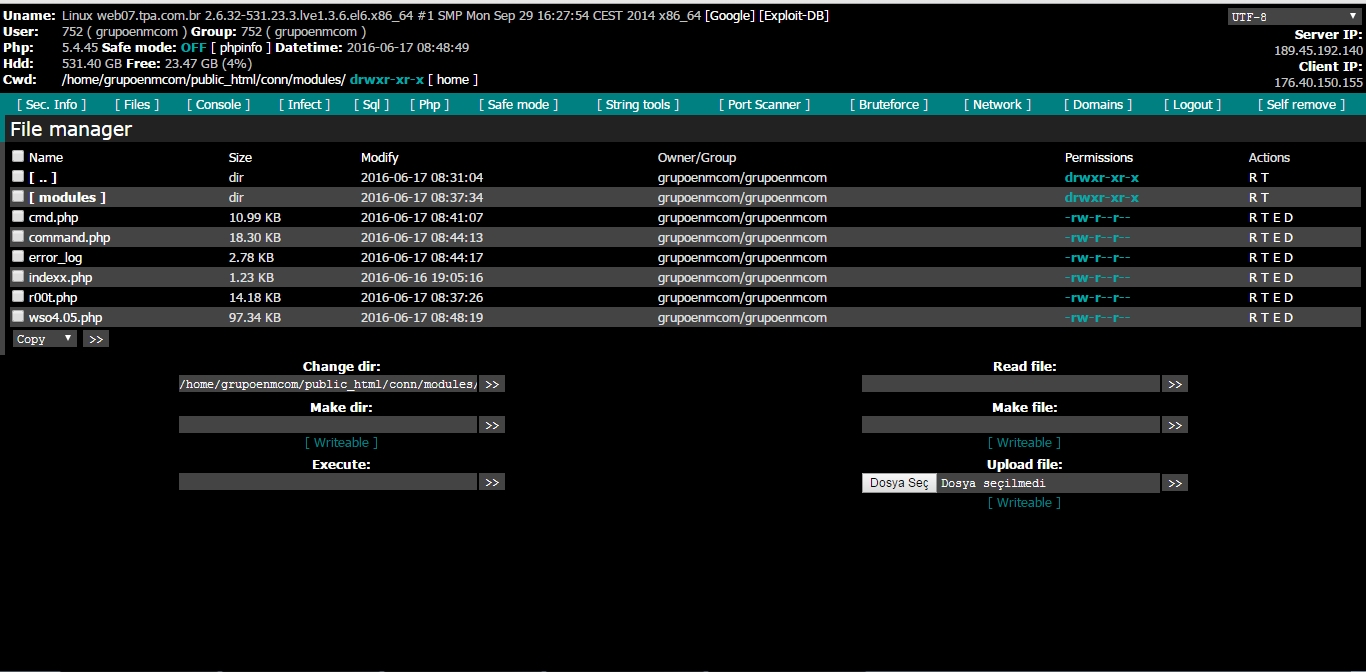 Uname: Linux web07.tpa.com.br 2.6.32-531.23.3.lve1.3.6.el6.x86_64 #1 SMP Mon Sep 29 16:27:54 CEST 2014 x86_64 [Google] [Exploit-DB] UTF-8
User: 752 ( grupoenmcom ) Group: 752 ( grupoenmcom ) Server IP:
Php: 5.4.45 Safe mode: OFF [ phpinfo ] Datetime: 2016-06-17 08:48:49 189.45.192.140
Hdd: 531.40 GB Free: 23.47 GB (4%) Client IP:
Cwd: /home/grupoenmcom/public_html/conn/modules/ drwxr-xr-x [ home ] 176.40.150.155
[ Sec. Info ] [ Files ] [ Console ] [ Infect ] [ Sql ] [ Php ] [ Safe mode ] [ String tools ] [ Port Scanner ] [ Bruteforce ] [ Network ] [ Domains ] [ Logout ] [ Self remove ]
File manager
Name Size Modify Owner/Group Permissions Actions
[ .. ] dir 2016-06-17 08:31:04 grupoenmcom/grupoenmcom drwxr-xr-x R T
[ modules ] dir 2016-06-17 08:37:34 grupoenmcom/grupoenmcom drwxr-xr-x R T
cmd.php 10.99 KB 2016-06-17 08:41:07 grupoenmcom/grupoenmcom -rw-r--r-- R T E D
command.php 18.30 KB 2016-06-17 08:44:13 grupoenmcom/grupoenmcom -rw-r--r-- R T E D
error_log 2.78 KB 2016-06-17 08:44:17 grupoenmcom/grupoenmcom -rw-r--r-- R T E D
indexx.php 1.23 KB 2016-06-16 19:05:16 grupoenmcom/grupoenmcom -rw-r--r-- R T E D
r00t.php 14.18 KB 2016-06-17 08:37:26 grupoenmcom/grupoenmcom -rw-r--r-- R T E D
wso4.05.php 97.34 KB 2016-06-17 08:48:19 grupoenmcom/grupoenmcom -rw-r--r-- R T E D
Copy >>
Change dir: Read file:
/home/grupoenmcom/public_html/conn/modules/ >> >>
Make dir: Make file:
>> >>
[ Writeable ] [ Writeable ]
Execute: Upload file:
>> Dosya Seç Dosya seçilmedi >>
[ Writeable ]